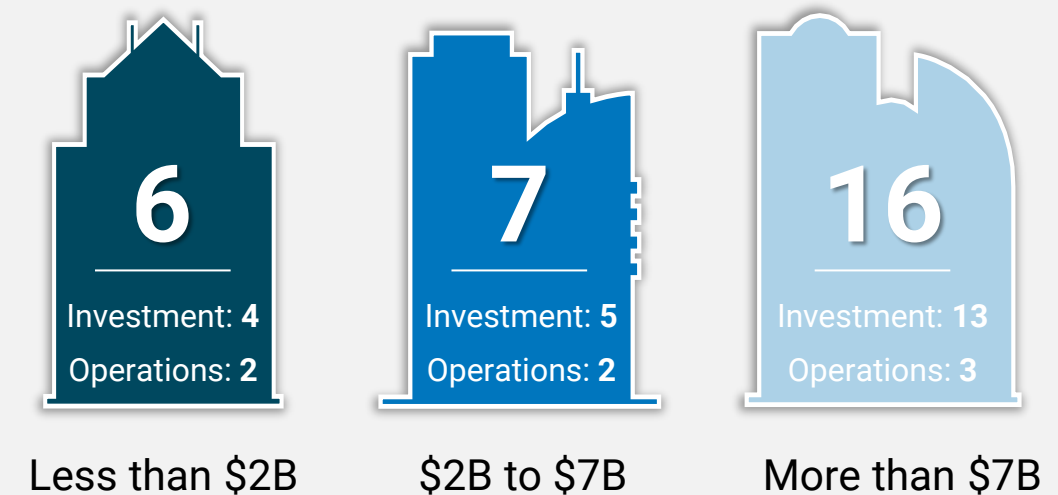 6
Investment: 4
Operations: 2
Less than $2B
7
Investment: 5
Operations: 2
$2B to $7B
16
Investment: 13
Operations: 3
More than $7B